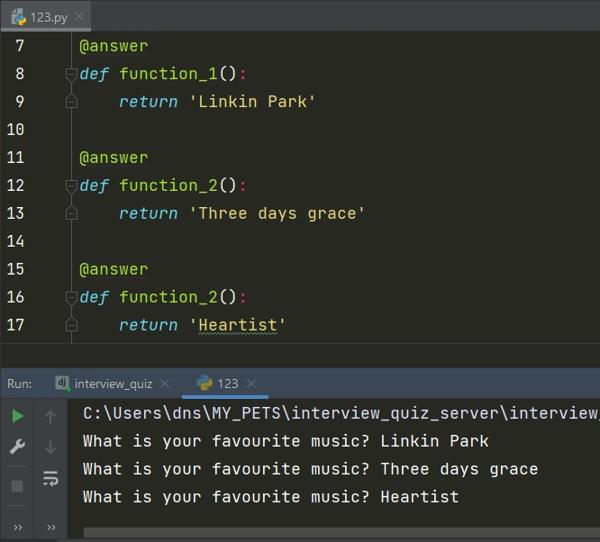 123.py
7 @answer
8 def function_1():
9 return 'Linkin Park'
10
11 @answer
12 def function_2():
13 return 'Three days grace'
14
15 @answer
16 def function_2():
17 return 'Heartist'
Run: interview_quiz 123
C:\Users\dns\MY_PETS\interview_quiz_server\interview_
What is your favourite music? Linkin Park
What is your favourite music? Three days grace
What is your favourite music? Heartist